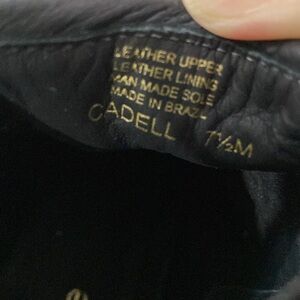 LEATHER UPPER
LEATHER LINING
MAN MADE SOLE
MADE IN BRAZIL
CADELL 7½M